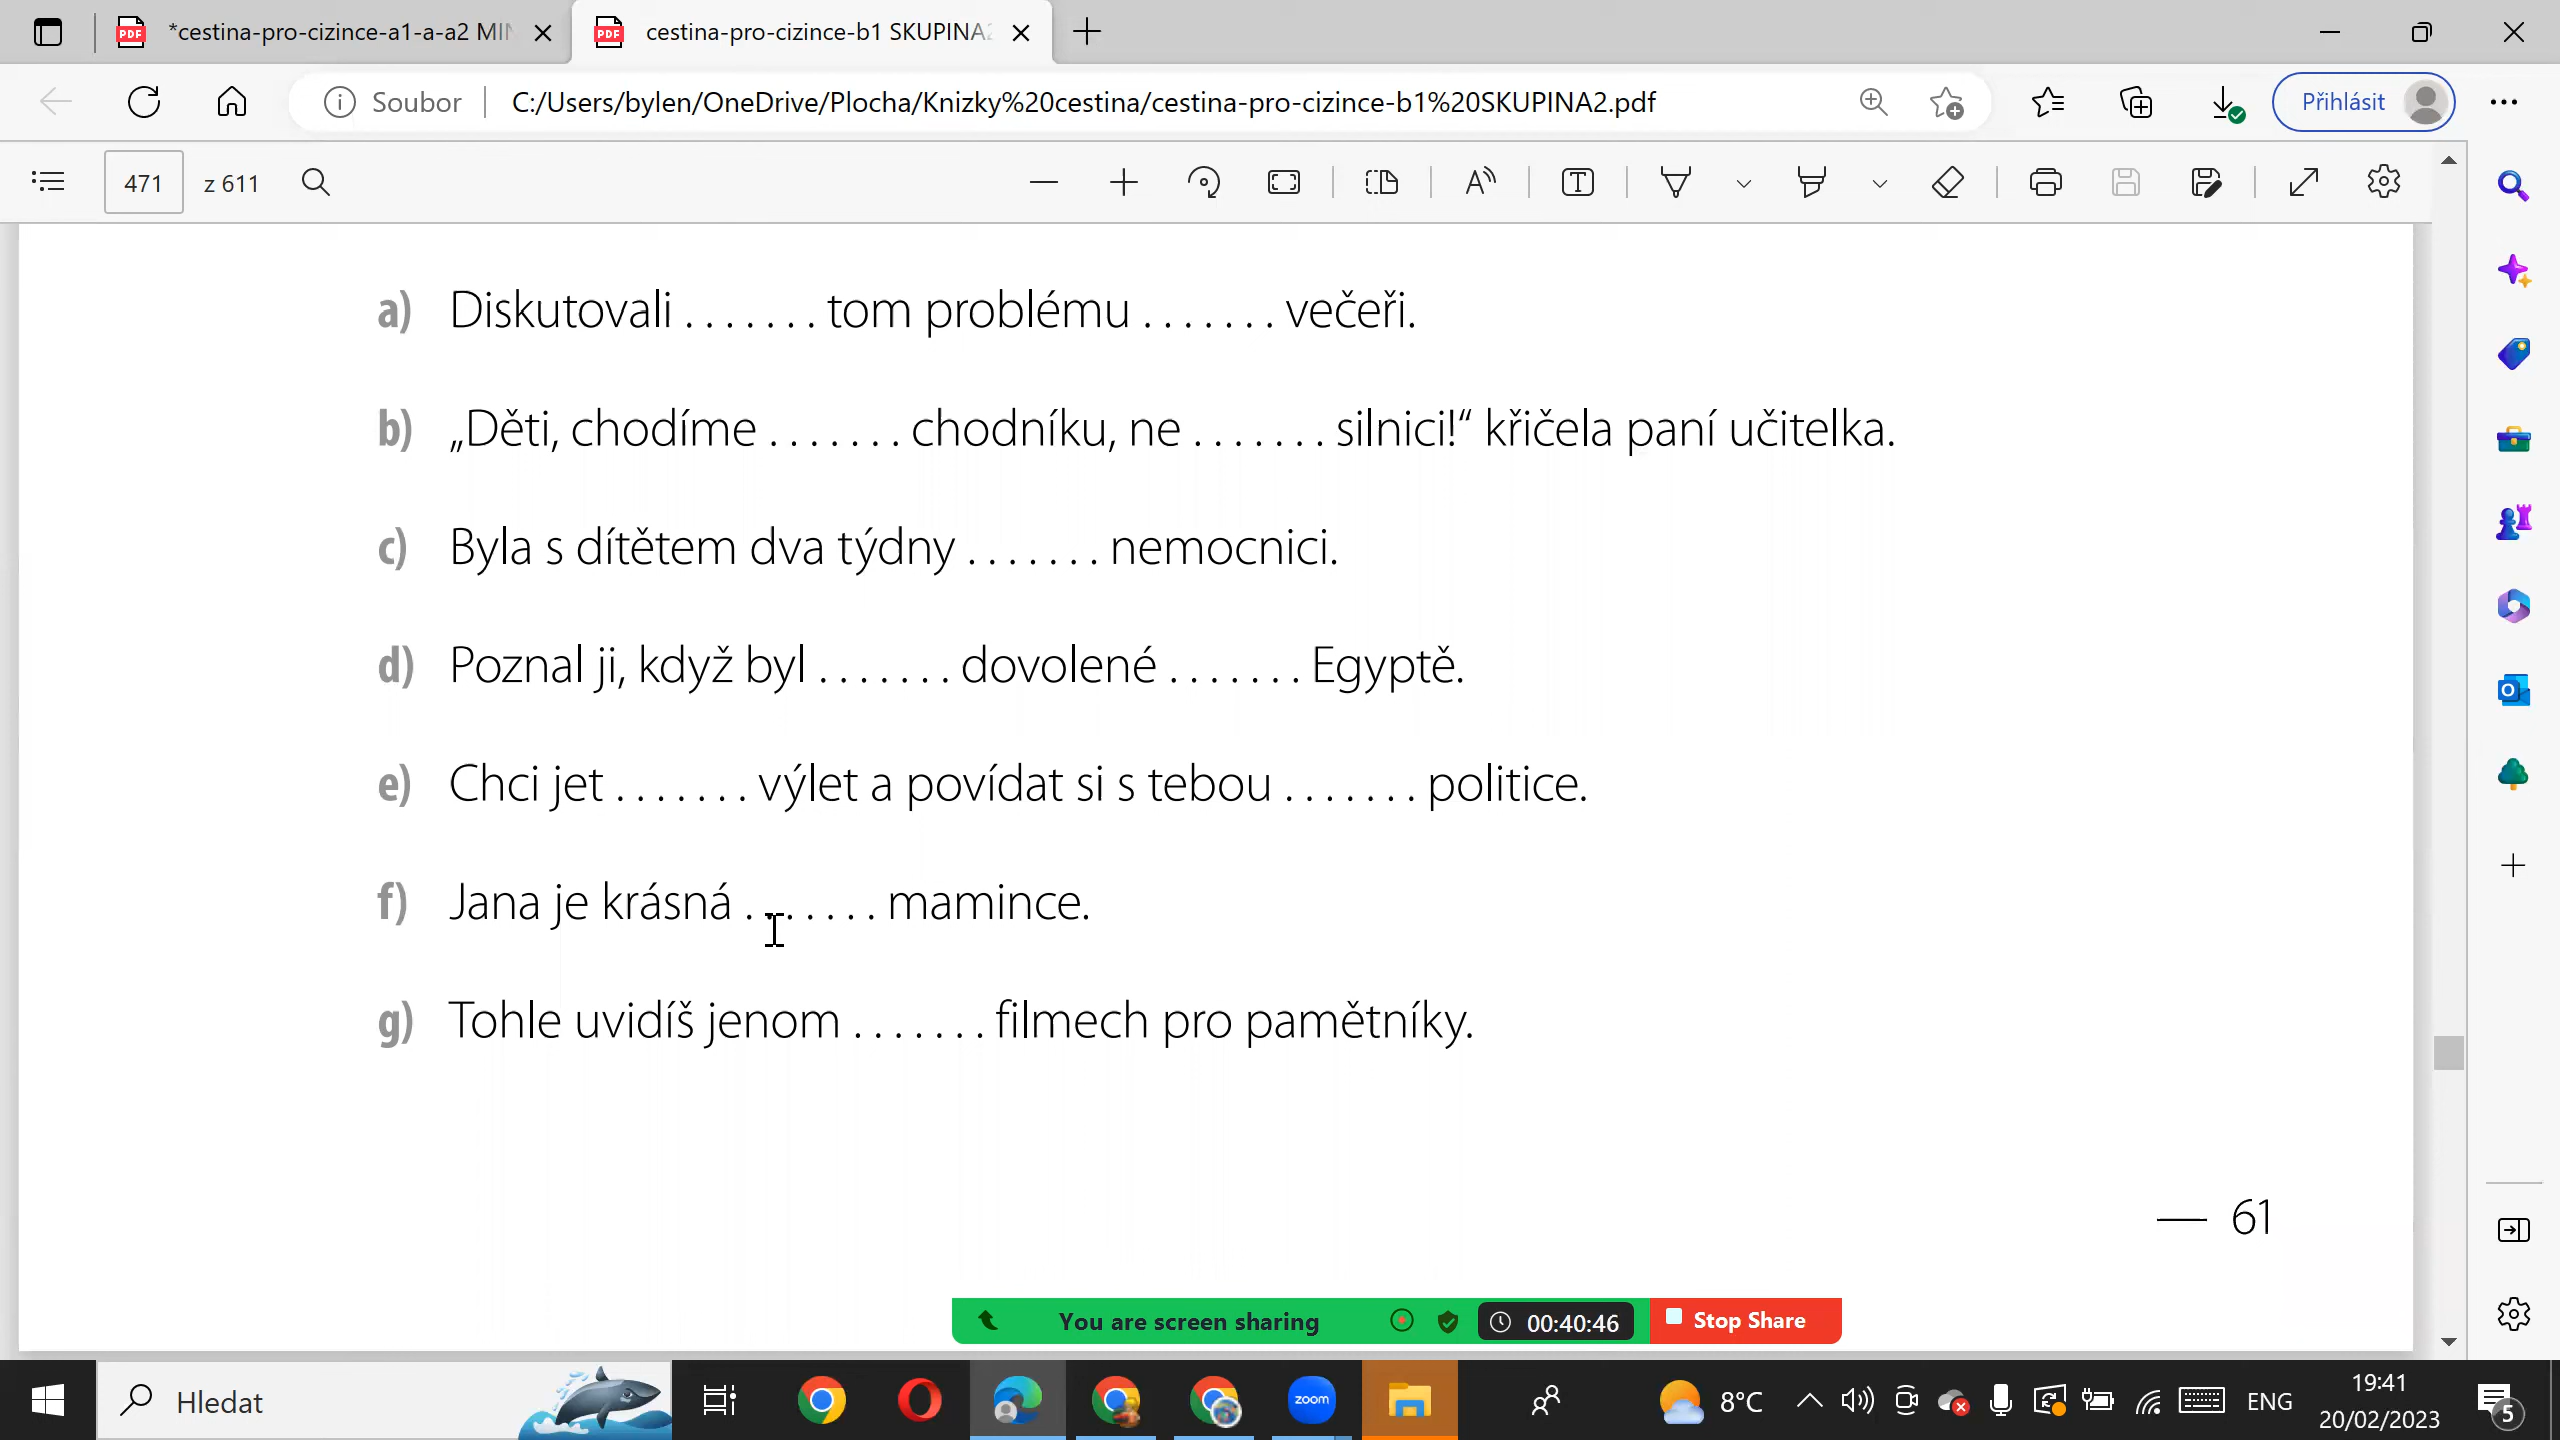 *cestina-pro-cizince-a1-a-a2 MIN
cestina-pro-cizince-b1 SKUPINA2
Soubor
C:/Users/bylen/OneDrive/Plocha/Knizky%20cestina/cestina-pro-cizince-b1%20SKUPINA2.pdf
Přihlásit
471 z 611
a) Diskutovali ....... tom problému ....... večeři.
b) „Děti, chodíme ....... chodníku, ne ....... silnici!“ křičela paní učitelka.
c) Byla s dítětem dva týdny ....... nemocnici.
d) Poznal ji, když byl ....... dovolené ....... Egyptě.
e) Chci jet ....... výlet a povídat si s tebou ....... politice.
f) Jana je krásná ....... mamince.
g) Tohle uvidíš jenom ....... filmech pro pamětníky.
— 61
You are screen sharing
00:40:46
Stop Share
Hledat
zoom
8°C
ENG
19:41
20/02/2023
5